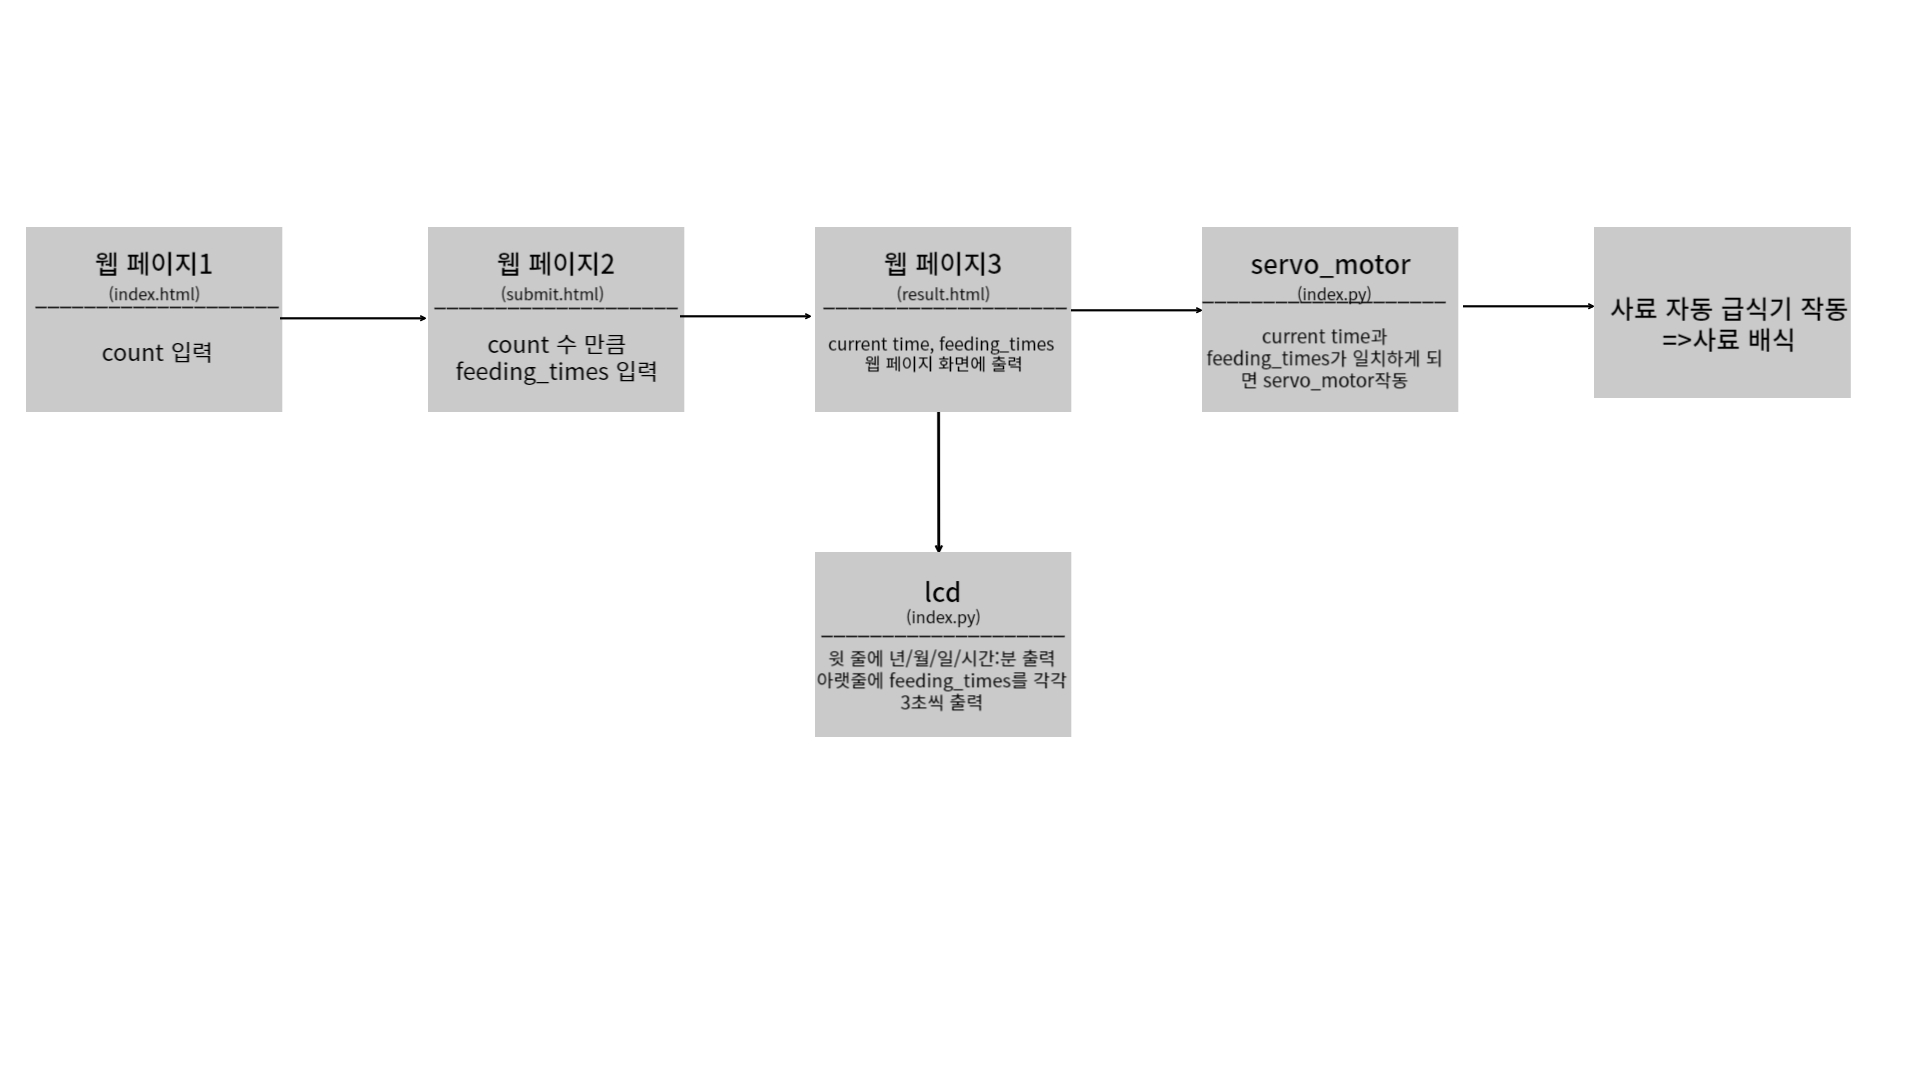 웹 페이지1
(index.html)
count 입력
웹 페이지2
(submit.html)
count 수 만큼
feeding_times 입력
웹 페이지3
(result.html)
current time, feeding_times
웹 페이지 화면에 출력
servo_motor
(index.py)
current time과
feeding_times가 일치하게 되
면 servo_motor작동
사료 자동 급식기 작동
=>사료 배식
lcd
(index.py)
윗 줄에 년/월/일/시간:분 출력
아랫줄에 feeding_times를 각각
3초씩 출력